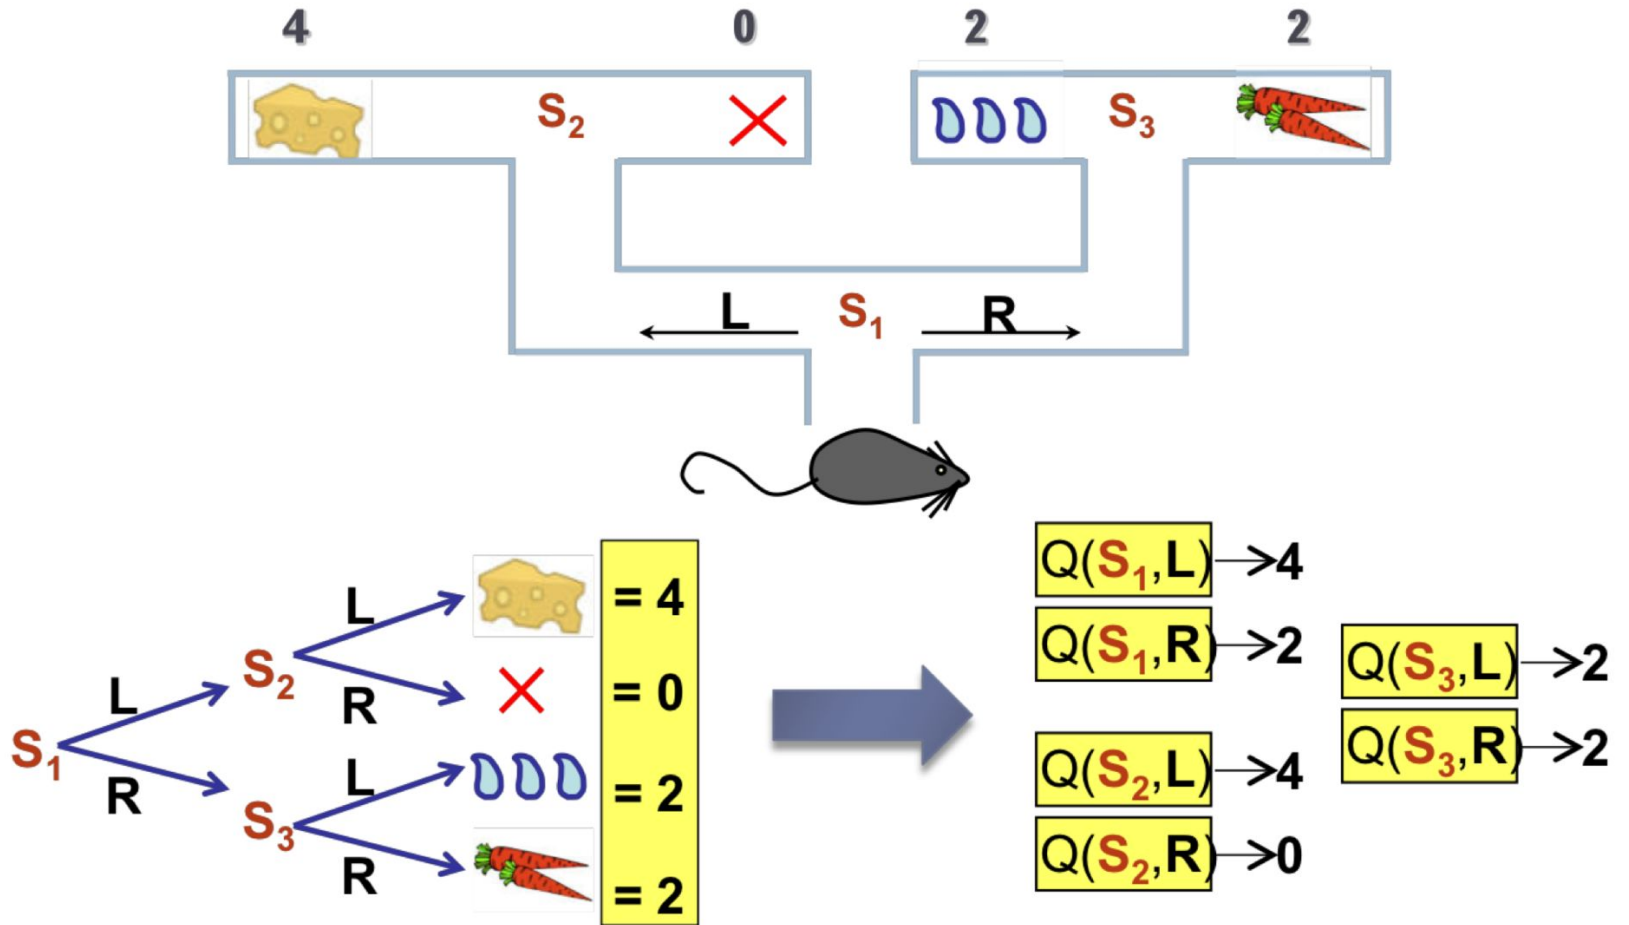 4 0 2 2
S₂ S₃
L S₁ R
L = 4
S₂
R = 0
L
S₁
R
L = 2
S₃
R = 2
Q(S₁,L) → 4
Q(S₁,R) → 2
Q(S₂,L) → 4
Q(S₂,R) → 0
Q(S₃,L) → 2
Q(S₃,R) → 2